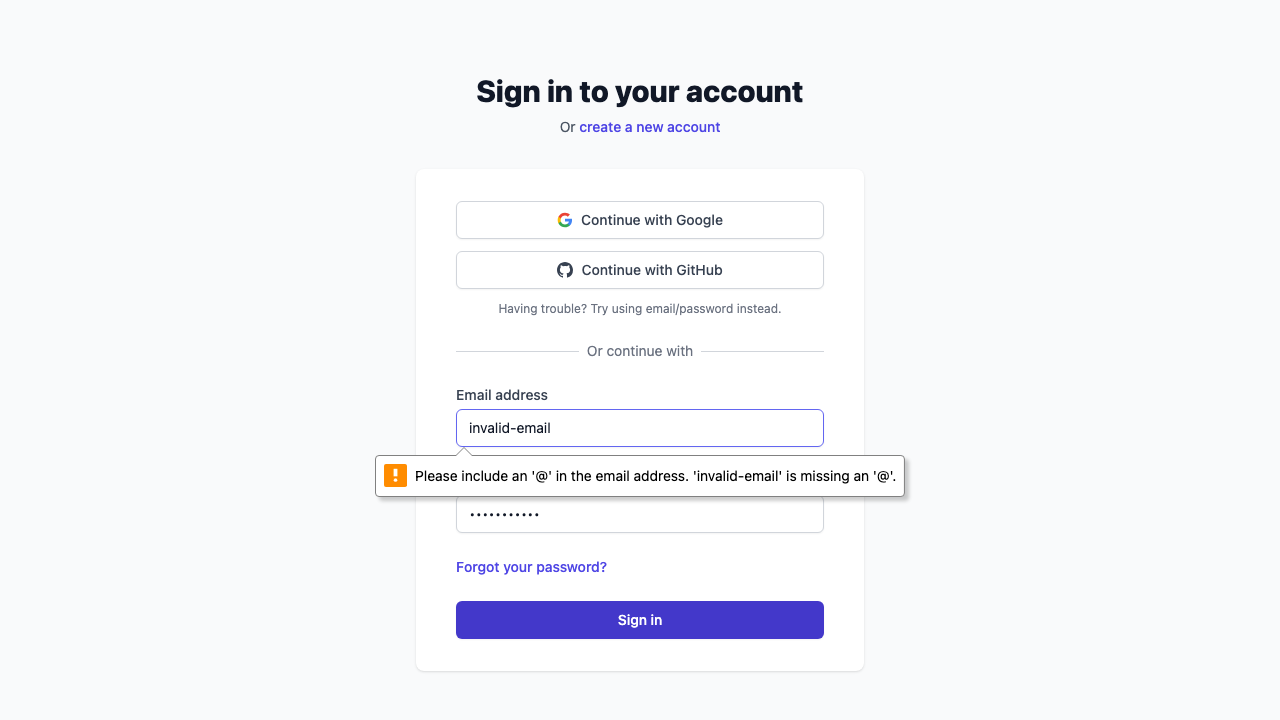 Sign in to your account
Or create a new account
Continue with Google
Continue with GitHub
Having trouble? Try using email/password instead.
Or continue with
Email address
invalid-email
Please include an '@' in the email address. 'invalid-email' is missing an '@'.
•••••••••••
Forgot your password?
Sign in